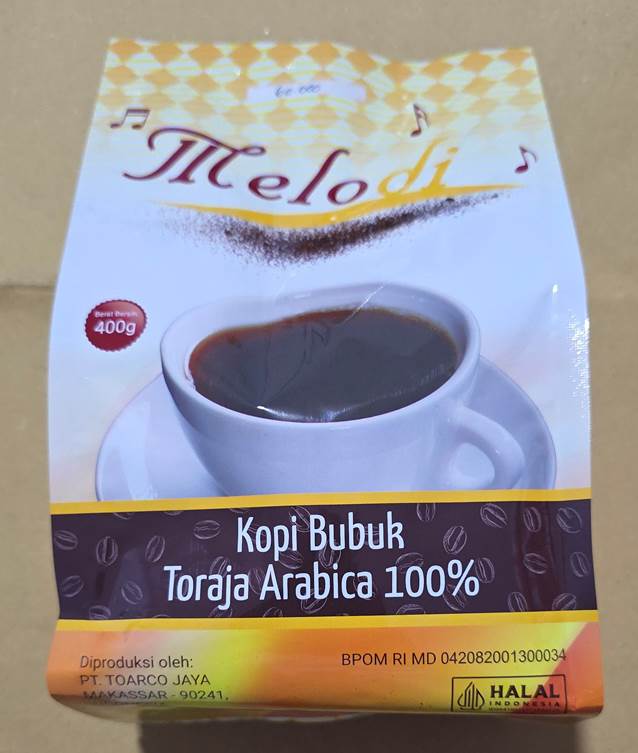 Melodi
Berat Bersih
400g
Kopi Bubuk
Toraja Arabica 100%
Diproduksi oleh:
PT. TOARCO JAYA
MAKASSAR - 90241,
BPOM RI MD 042082001300034
HALAL
INDONESIA